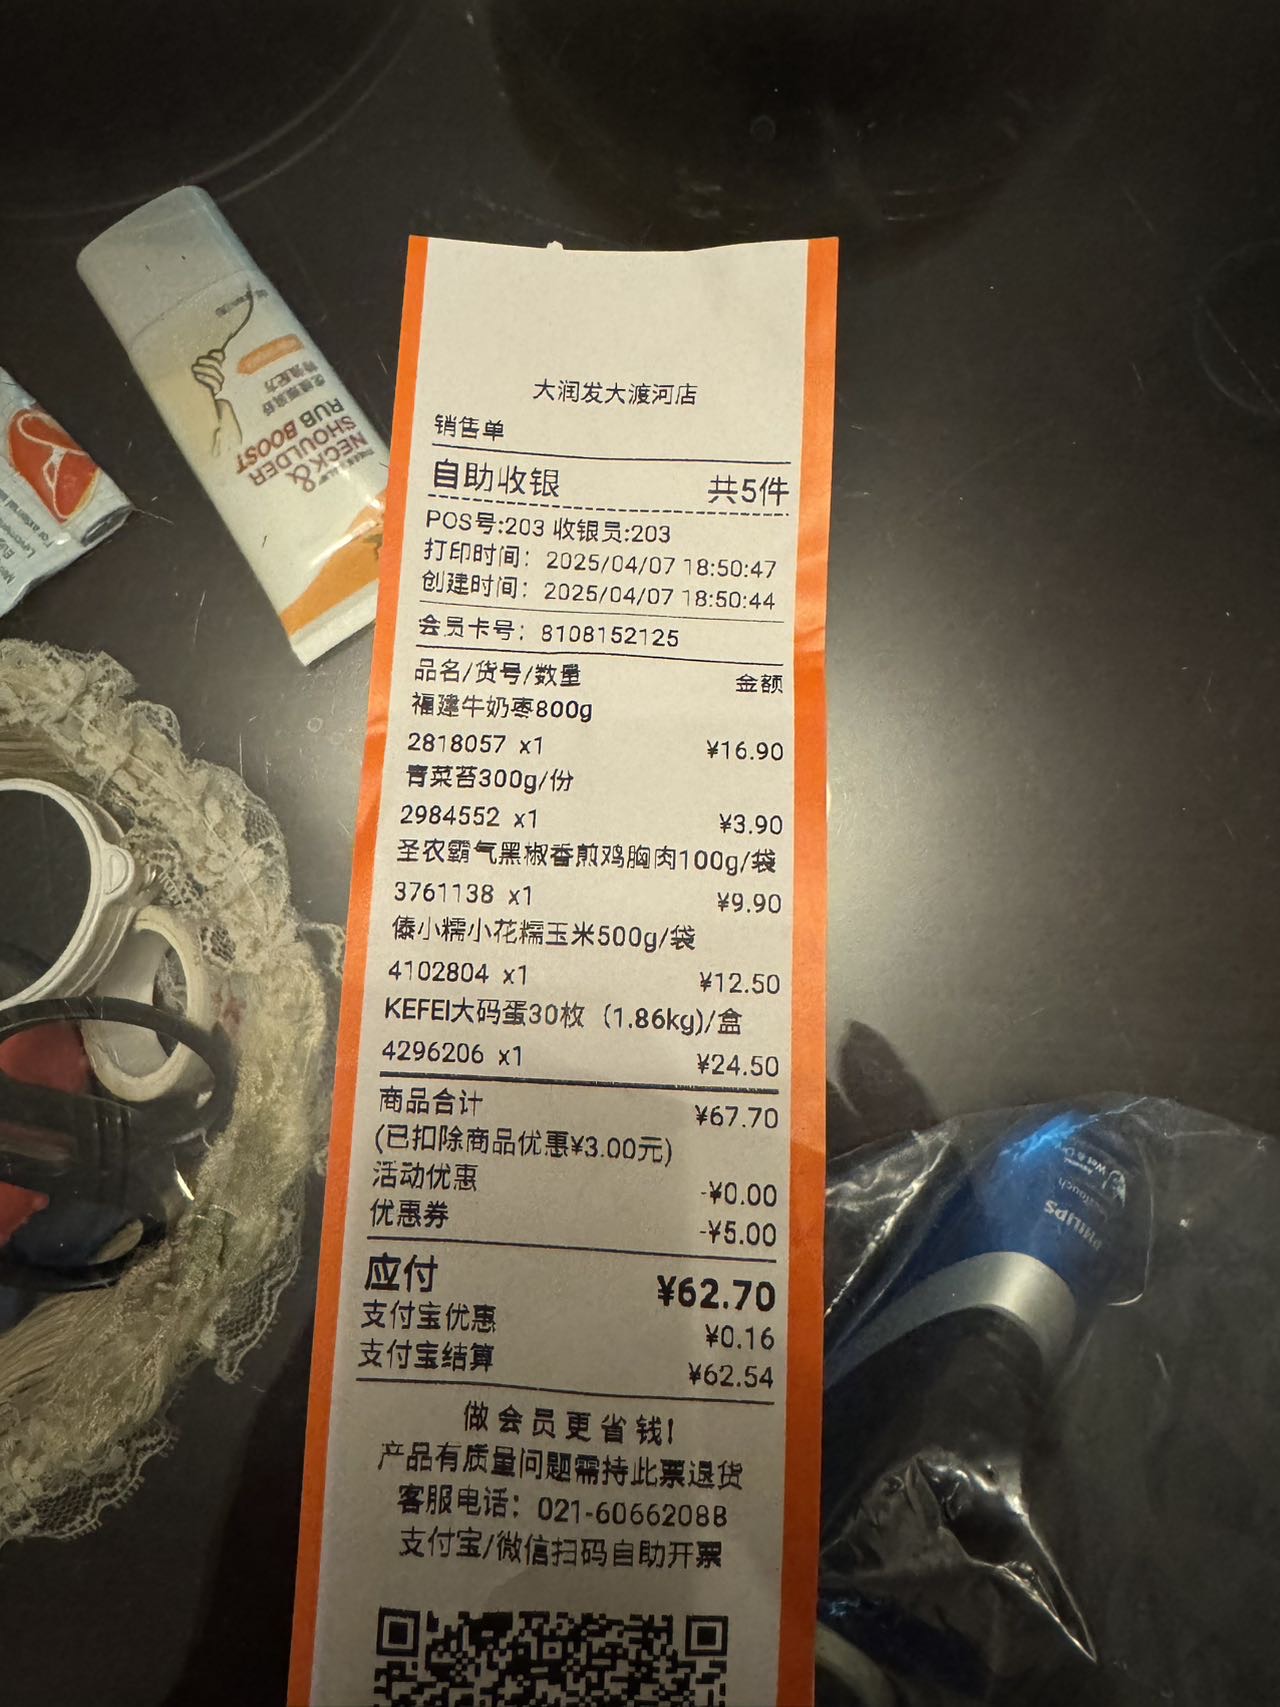 大润发大渡河店
销售单
自助收银 共5件
POS号:203 收银员:203
打印时间: 2025/04/07 18:50:47
创建时间: 2025/04/07 18:50:44
会员卡号: 8108152125
品名/货号/数量 金额
福建牛奶枣800g
2818057 x1 ¥16.90
青菜苔300g/份
2984552 x1 ¥3.90
圣农霸气黑椒香煎鸡胸肉100g/袋
3761138 x1 ¥9.90
傣小糯小花糯玉米500g/袋
4102804 x1 ¥12.50
KEFEI大码蛋30枚 (1.86kg)/盒
4296206 x1 ¥24.50
商品合计 ¥67.70
(已扣除商品优惠¥3.00元)
活动优惠 -¥0.00
优惠券 -¥5.00
应付 ¥62.70
支付宝优惠 ¥0.16
支付宝结算 ¥62.54
做会员更省钱!
产品有质量问题需持此票退货
客服电话: 021-60662088
支付宝/微信扫码自助开票
NECK &
SHOULDER
RUB BOOST
PHILIPS